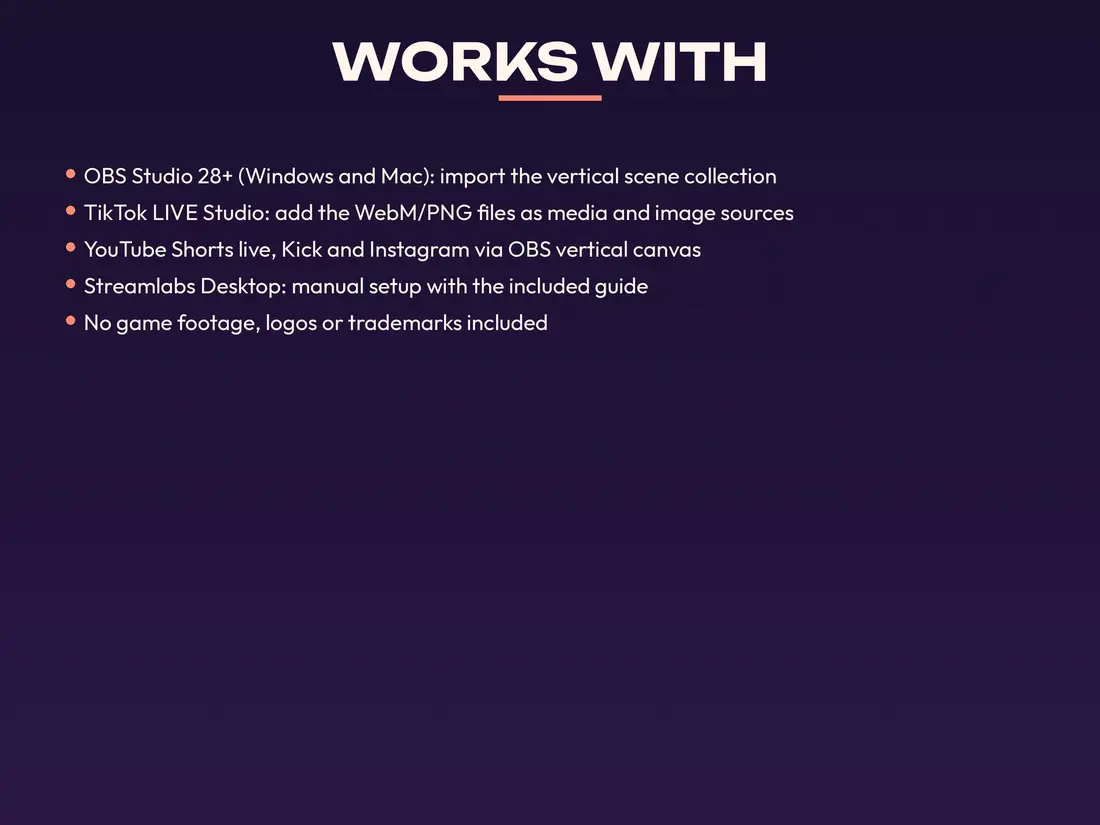 WORKS WITH
OBS Studio 28+ (Windows and Mac): import the vertical scene collection
TikTok LIVE Studio: add the WebM/PNG files as media and image sources
YouTube Shorts live, Kick and Instagram via OBS vertical canvas
Streamlabs Desktop: manual setup with the included guide
No game footage, logos or trademarks included